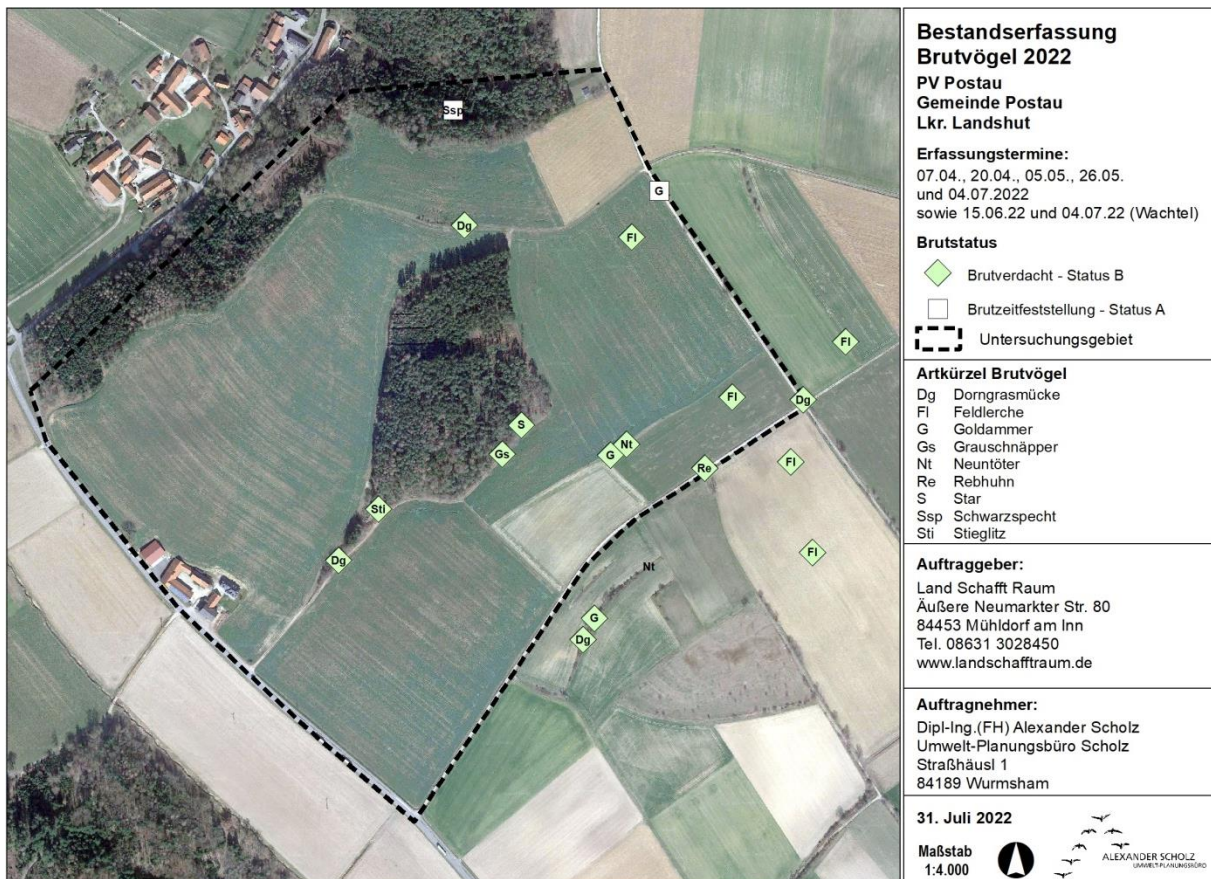 Bestandserfassung
Brutvögel 2022
PV Postau
Gemeinde Postau
Lkr. Landshut
Erfassungstermine:
07.04., 20.04., 05.05., 26.05.
und 04.07.2022
sowie 15.06.22 und 04.07.22 (Wachtel)
Brutstatus
Brutverdacht - Status B
Brutzeitfeststellung - Status A
Untersuchungsgebiet
Artkürzel Brutvögel
Dg Dorngrasmücke
Fl Feldlerche
G Goldammer
Gs Grauschnäpper
Nt Neuntöter
Re Rebhuhn
S Star
Ssp Schwarzspecht
Sti Stieglitz
Auftraggeber:
Land Schafft Raum
Äußere Neumarkter Str. 80
84453 Mühldorf am Inn
Tel. 08631 3028450
www.landschafftraum.de
Auftragnehmer:
Dipl-Ing.(FH) Alexander Scholz
Umwelt-Planungsbüro Scholz
Straßhäusl 1
84189 Wurmsham
31. Juli 2022
Maßstab
1:4.000
ALEXANDER SCHOLZ
UMWELT-PLANUNGSBÜRO
Ssp
G
Dg
Fl
Fl
Fl
Dg
S
Nt
G
Gs
Fl
Re
Sti
Fl
Dg
Nt
G
Dg